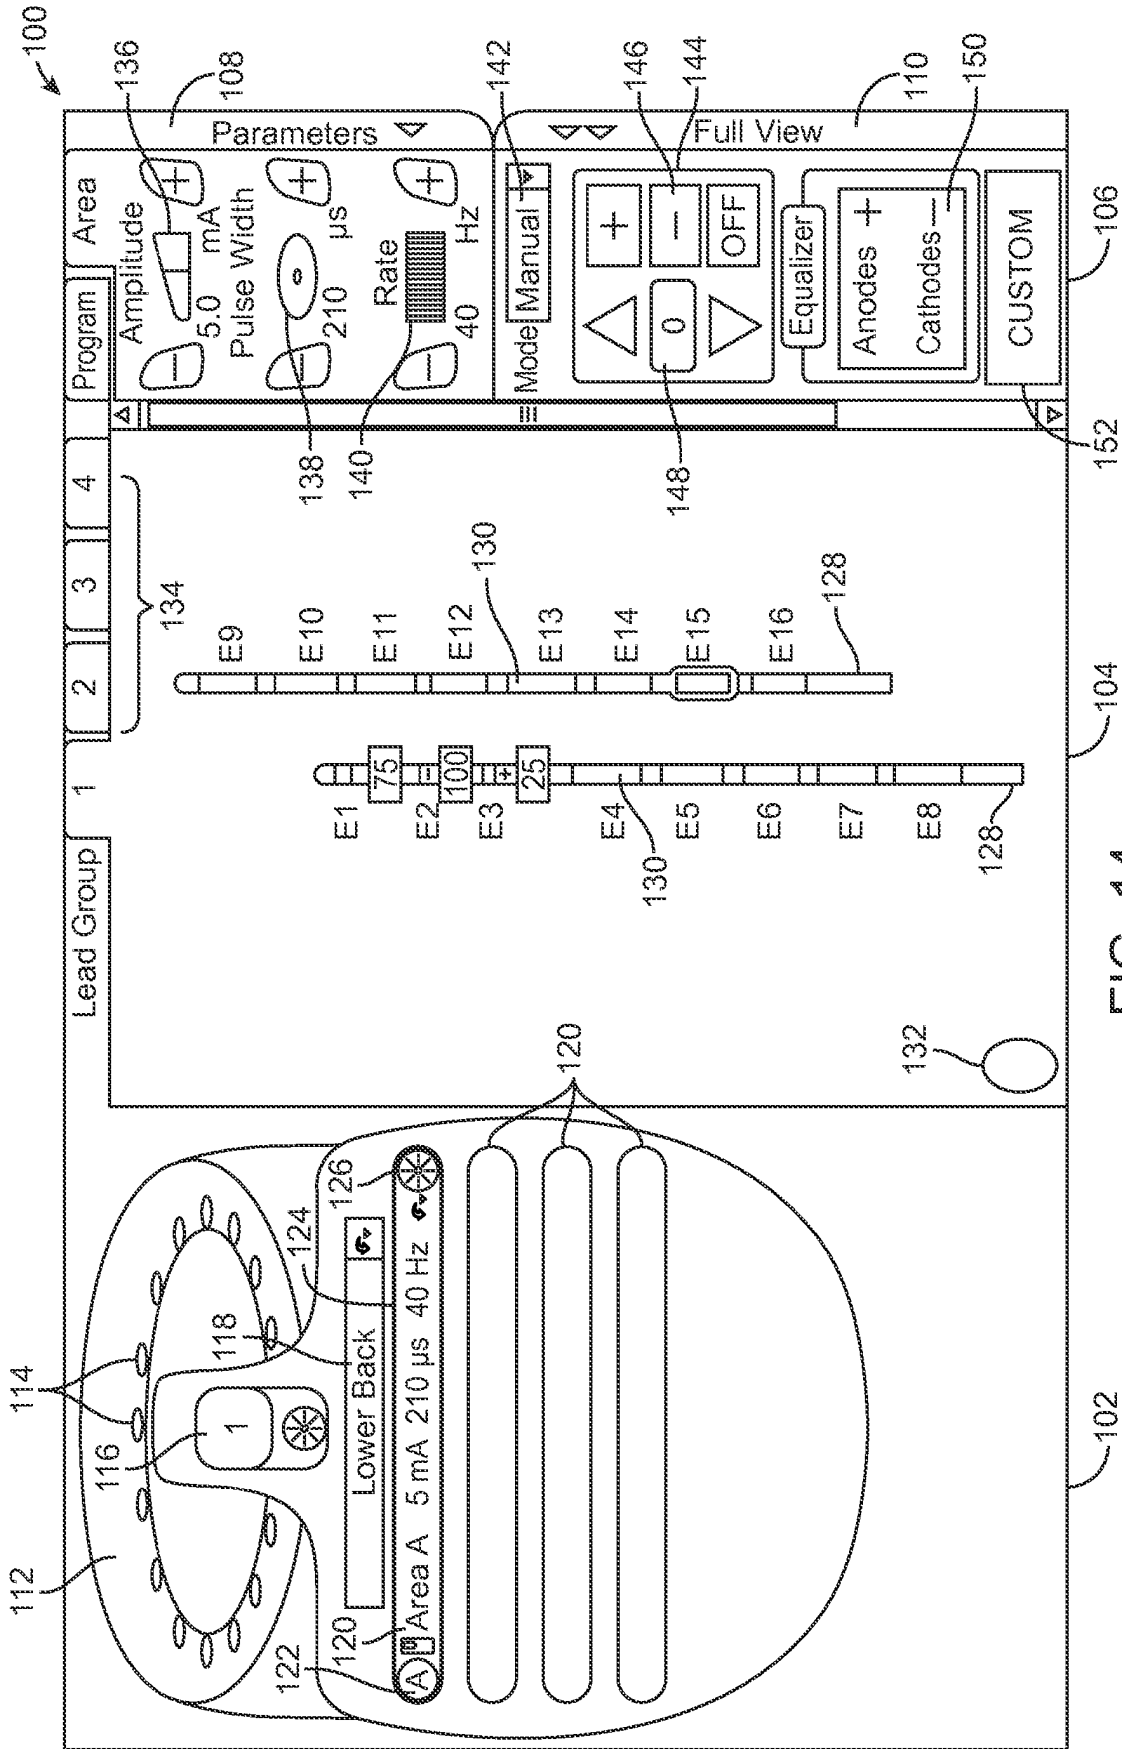 100
Lead Group
1
2
3
4
134
Program
Area
Amplitude
136
5.0 mA
Pulse Width
138
210 µs
Rate
140
40 Hz
Parameters
108
Mode Manual
142
+
−
OFF
0
146
144
148
Full View
110
Equalizer
Anodes +
Cathodes −
150
CUSTOM
152
106
112
114
116
1
118
Lower Back
120
122
A Area A 5 mA 210 µs 40 Hz
124
126
120
102
E1
75
E2
−
100
E3
+
25
E4
E5
E6
E7
E8
130
128
E9
E10
E11
E12
E13
E14
E15
E16
130
128
132
104